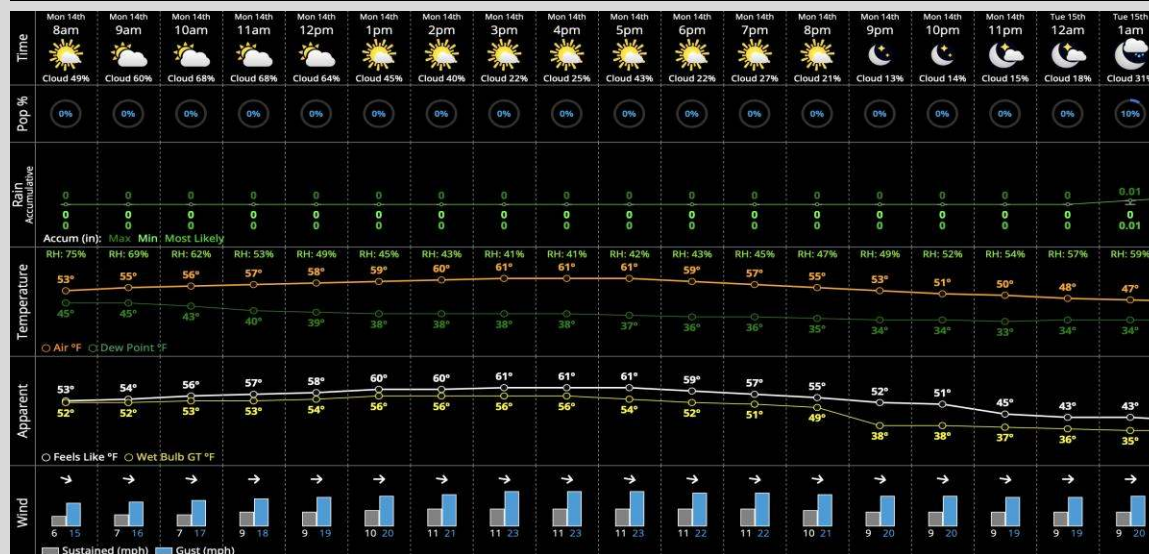 Time
Mon 14th Mon 14th Mon 14th Mon 14th Mon 14th Mon 14th Mon 14th Mon 14th Mon 14th Mon 14th Mon 14th Mon 14th Mon 14th Mon 14th Mon 14th Mon 14th Tue 15th Tue 15th
8am 9am 10am 11am 12pm 1pm 2pm 3pm 4pm 5pm 6pm 7pm 8pm 9pm 10pm 11pm 12am 1am
Cloud 49% Cloud 60% Cloud 68% Cloud 68% Cloud 64% Cloud 45% Cloud 40% Cloud 22% Cloud 25% Cloud 43% Cloud 22% Cloud 27% Cloud 21% Cloud 13% Cloud 14% Cloud 15% Cloud 18% Cloud 31%
Pop %
0% 0% 0% 0% 0% 0% 0% 0% 0% 0% 0% 0% 0% 0% 0% 0% 0% 10%
Rain
Accumulative
0 0 0 0 0 0 0 0 0 0 0 0 0 0 0 0 0 0.01
0 0 0 0 0 0 0 0 0 0 0 0 0 0 0 0 0 0
0 0 0 0 0 0 0 0 0 0 0 0 0 0 0 0 0 0.01
Accum (in): Max Min Most Likely
Temperature
RH: 75% RH: 69% RH: 62% RH: 53% RH: 49% RH: 45% RH: 43% RH: 41% RH: 41% RH: 42% RH: 43% RH: 45% RH: 47% RH: 49% RH: 52% RH: 54% RH: 57% RH: 59%
53° 55° 56° 57° 58° 59° 60° 61° 61° 61° 59° 57° 55° 53° 51° 50° 48° 47°
45° 45° 43° 40° 39° 38° 38° 38° 38° 37° 36° 36° 35° 34° 34° 33° 34° 34°
Air °F Dew Point °F
Apparent
53° 54° 56° 57° 58° 60° 60° 61° 61° 61° 59° 57° 55° 52° 51° 45° 43° 43°
52° 52° 53° 53° 54° 56° 56° 56° 56° 54° 52° 51° 49° 38° 38° 37° 36° 35°
Feels Like °F Wet Bulb GT °F
Wind
6 15 7 16 7 17 9 18 9 19 10 20 11 21 11 23 11 23 11 23 11 22 11 22 10 21 9 20 9 20 9 19 9 19 9 20
Sustained (mph) Gust (mph)